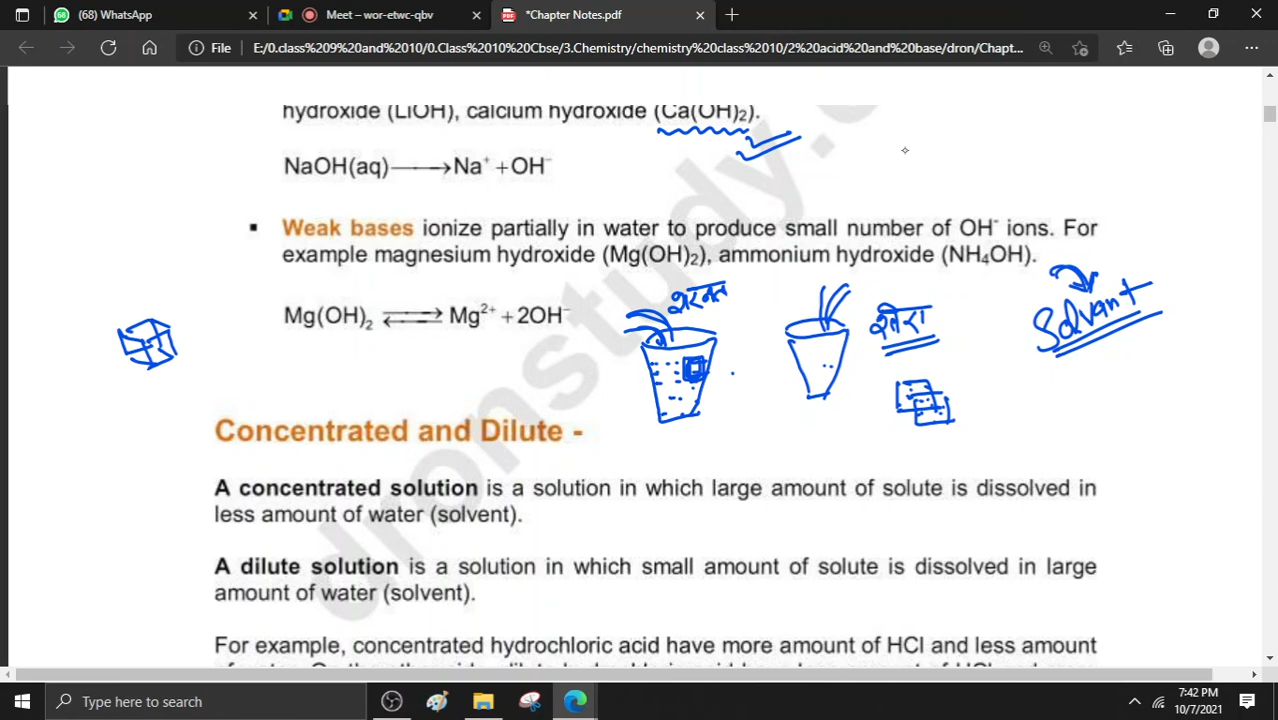 (68) WhatsApp
Meet – wor-etwc-qbv
*Chapter Notes.pdf
File
E:/0.class%209%20and%2010/0.Class%2010%20Cbse/3.Chemistry/chemistry%20class%2010/2%20acid%20and%20base/dron/Chapt...
hydroxide (LiOH), calcium hydroxide (Ca(OH)₂).
NaOH(aq)⟶Na⁺ + OH⁻
▪ Weak bases ionize partially in water to produce small number of OH⁻ ions. For
example magnesium hydroxide (Mg(OH)₂), ammonium hydroxide (NH₄OH).
Mg(OH)₂ ⇌ Mg²⁺ + 2OH⁻
Solvant
Concentrated and Dilute -
A concentrated solution is a solution in which large amount of solute is dissolved in
less amount of water (solvent).
A dilute solution is a solution in which small amount of solute is dissolved in large
amount of water (solvent).
For example, concentrated hydrochloric acid have more amount of HCl and less amount
dronstudy.c
Type here to search
7:42 PM
10/7/2021